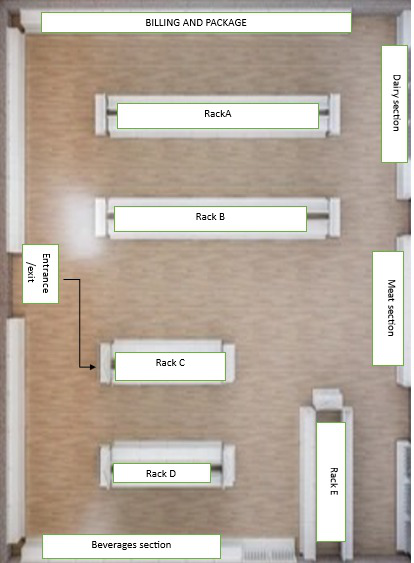 BILLING AND PACKAGE
Dairy section
RackA
Rack B
Entrance
/exit
Meat section
Rack C
Rack D
Rack E
Beverages section